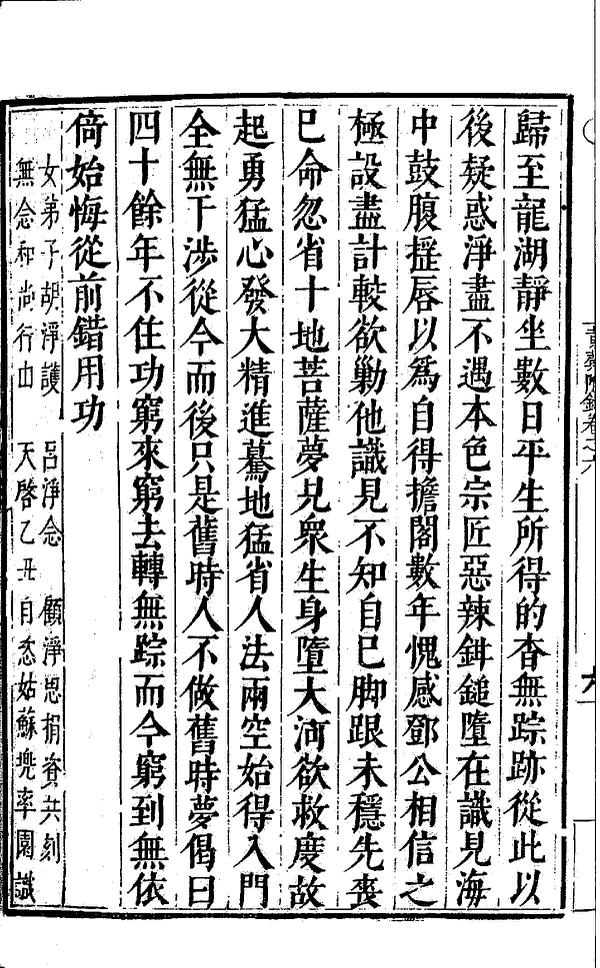 歸至龍湖靜坐數日平生所得的杳無踪跡從此以
後疑惑淨盡不遇本色宗匠惡辣鉗鎚墮在識見海
中鼓腹摇唇以爲自得擔閣數年愧感鄧公相信之
極設盡計較欲勦他識見不知自巳脚跟未穩先喪
巳命忽省十地菩薩夢見衆生身墮大河欲救度故
起勇猛心發大精進驀地猛省人法兩空始得入門
全無干涉從今而後只是舊時人不做舊時夢偈曰
四十餘年不住功窮來窮去轉無踪而今窮到無依
倚始悔從前錯用功
女弟子胡淨護 呂淨念 顧淨思捐資共刻
無念和尚行由 天啓乙丑自恣姑蘇兠率園識
黄蘗 卷之六
六